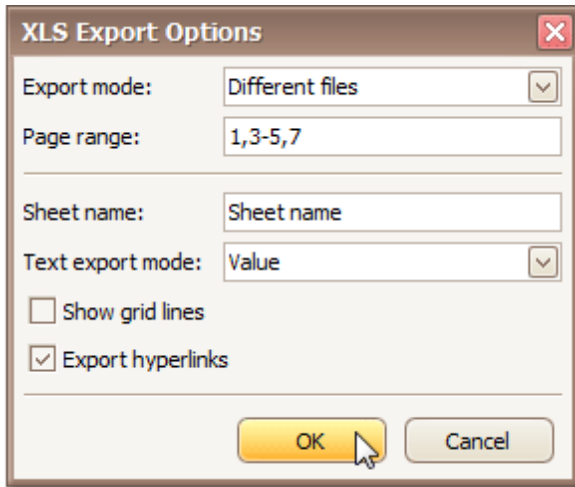 XLS Export Options
Export mode: Different files
Page range: 1,3-5,7
Sheet name: Sheet name
Text export mode: Value
Show grid lines
Export hyperlinks
OK Cancel